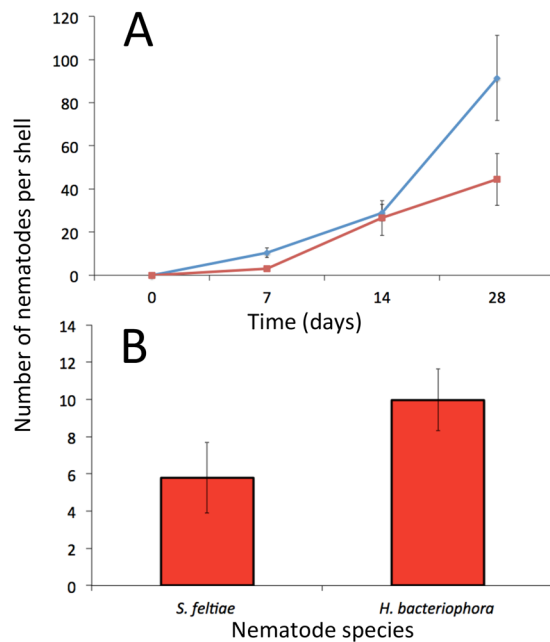 A
120
100
80
60
40
20
0
0 7 14 28
Time (days)
Number of nematodes per shell
B
14
12
10
8
6
4
2
0
S. feltiae H. bacteriophora
Nematode species